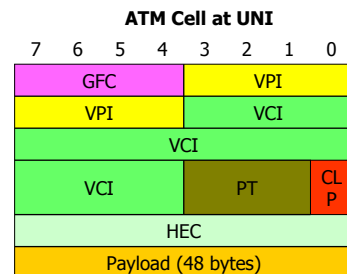 ATM Cell at UNI
7 6 5 4 3 2 1 0
GFC VPI
VPI VCI
VCI
VCI PT CL
P
HEC
Payload (48 bytes)